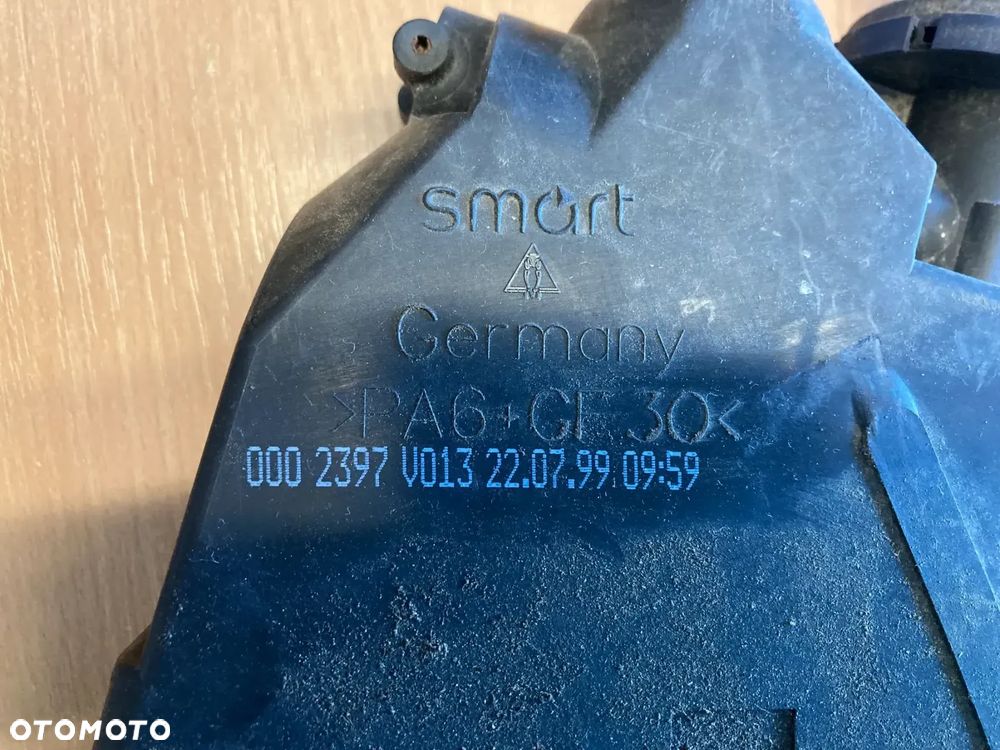 smart
Germany
>PA6+GF30<
000 2397 V013 22.07.99 09:59
OTOMOTO